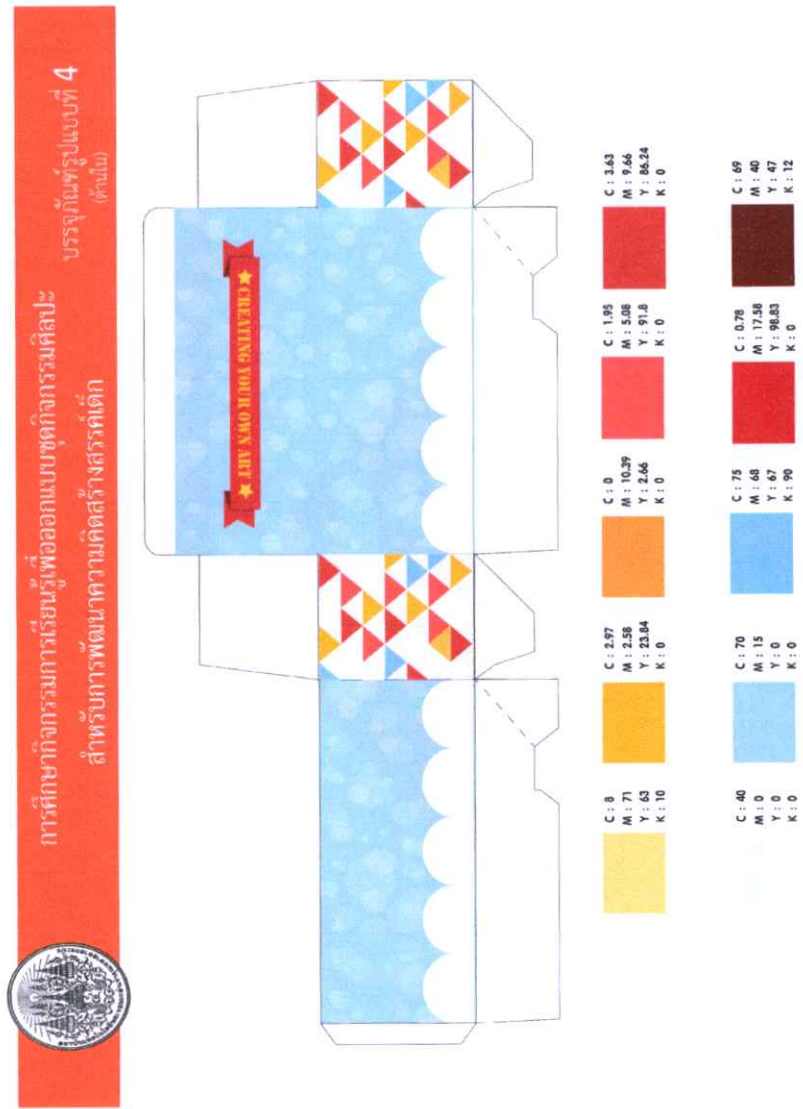 การศึกษากิจกรรมการเรียนรู้เพื่อออกแบบชุดกิจกรรมศิลปะ
สำหรับการพัฒนาความคิดสร้างสรรค์เด็ก
บรรจุภัณฑ์รูปแบบที่ 4
(ด้านใน)
★CREATING YOUR OWN ART★
C : 8
M : 71
Y : 63
K : 10
C : 2.97
M : 2.58
Y : 23.84
K : 0
C : 0
M : 10.39
Y : 2.66
K : 0
C : 1.95
M : 5.08
Y : 91.8
K : 0
C : 3.63
M : 9.66
Y : 86.24
K : 0
C : 40
M : 0
Y : 0
K : 0
C : 70
M : 15
Y : 0
K : 0
C : 75
M : 68
Y : 67
K : 90
C : 0.78
M : 17.58
Y : 98.83
K : 0
C : 69
M : 40
Y : 47
K : 12